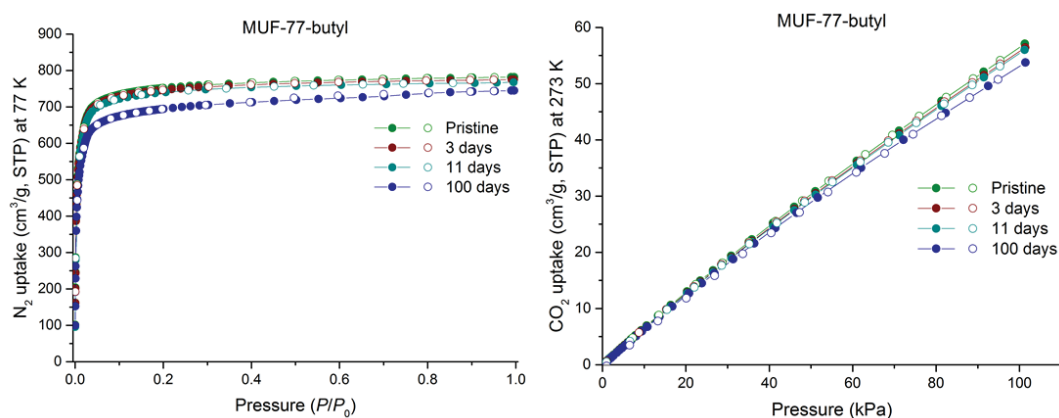 MUF-77-butyl
900
800
700
600
500
400
300
200
100
0
N₂ uptake (cm³/g, STP) at 77 K
Pristine
3 days
11 days
100 days
0.0 0.2 0.4 0.6 0.8 1.0
Pressure (P/P₀)
MUF-77-butyl
60
50
40
30
20
10
0
CO₂ uptake (cm³/g, STP) at 273 K
Pristine
3 days
11 days
100 days
0 20 40 60 80 100
Pressure (kPa)